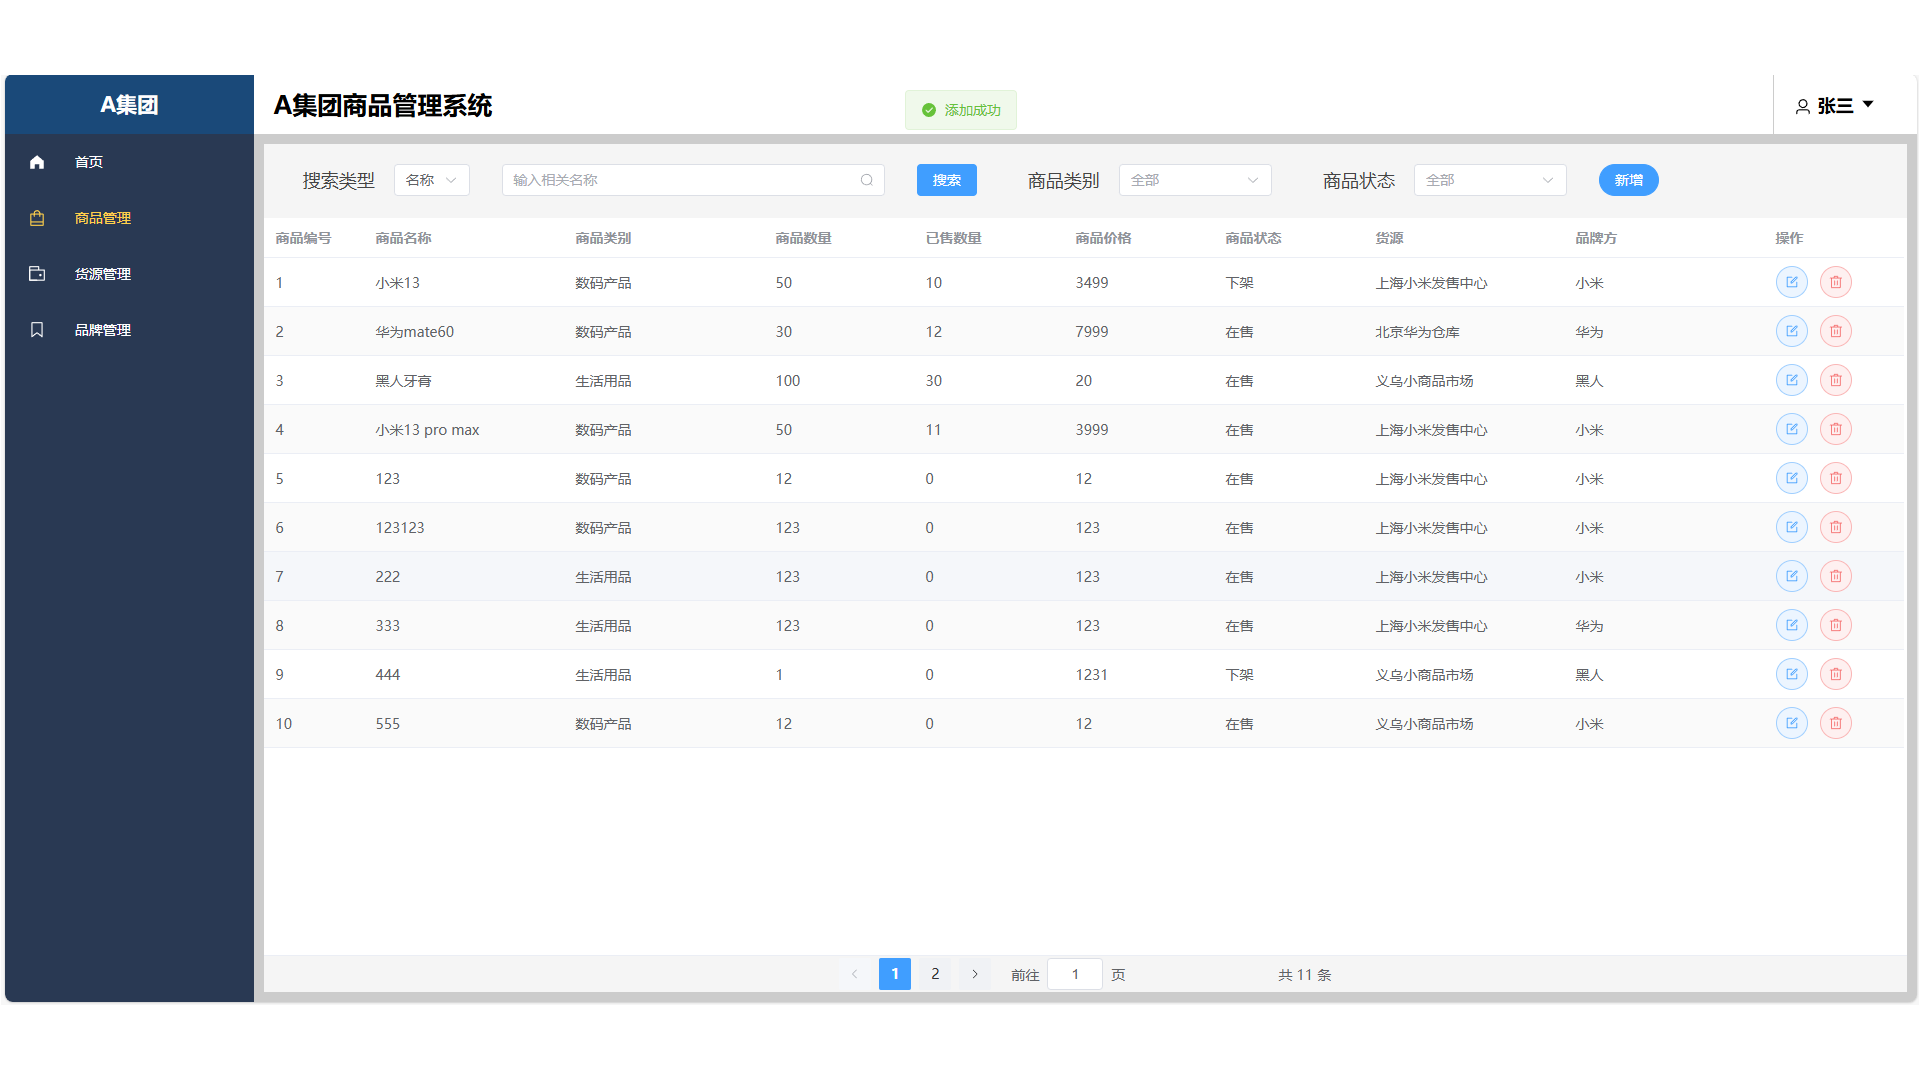 A集团
A集团商品管理系统
添加成功
张三
首页
商品管理
货源管理
品牌管理
搜索类型 名称 输入相关名称 搜索 商品类别 全部 商品状态 全部 新增
商品编号 商品名称 商品类别 商品数量 已售数量 商品价格 商品状态 货源 品牌方 操作
1 小米13 数码产品 50 10 3499 下架 上海小米发售中心 小米
2 华为mate60 数码产品 30 12 7999 在售 北京华为仓库 华为
3 黑人牙膏 生活用品 100 30 20 在售 义乌小商品市场 黑人
4 小米13 pro max 数码产品 50 11 3999 在售 上海小米发售中心 小米
5 123 数码产品 12 0 12 在售 上海小米发售中心 小米
6 123123 数码产品 123 0 123 在售 上海小米发售中心 小米
7 222 生活用品 123 0 123 在售 上海小米发售中心 小米
8 333 生活用品 123 0 123 在售 上海小米发售中心 华为
9 444 生活用品 1 0 1231 下架 义乌小商品市场 黑人
10 555 数码产品 12 0 12 在售 义乌小商品市场 小米
1 2 前往 1 页 共 11 条